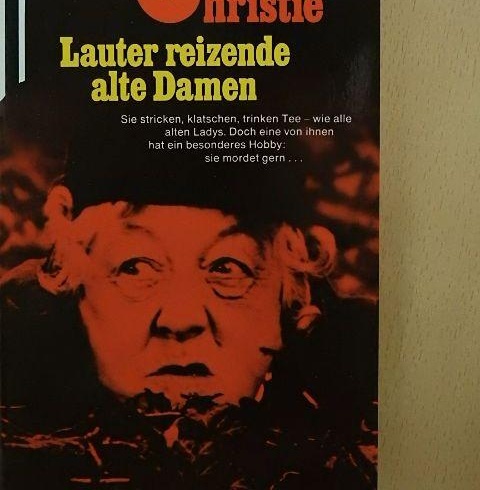 hristie
Lauter reizende
alte Damen
Sie stricken, klatschen, trinken Tee – wie alle
alten Ladys. Doch eine von ihnen
hat ein besonderes Hobby:
sie mordet gern . . .